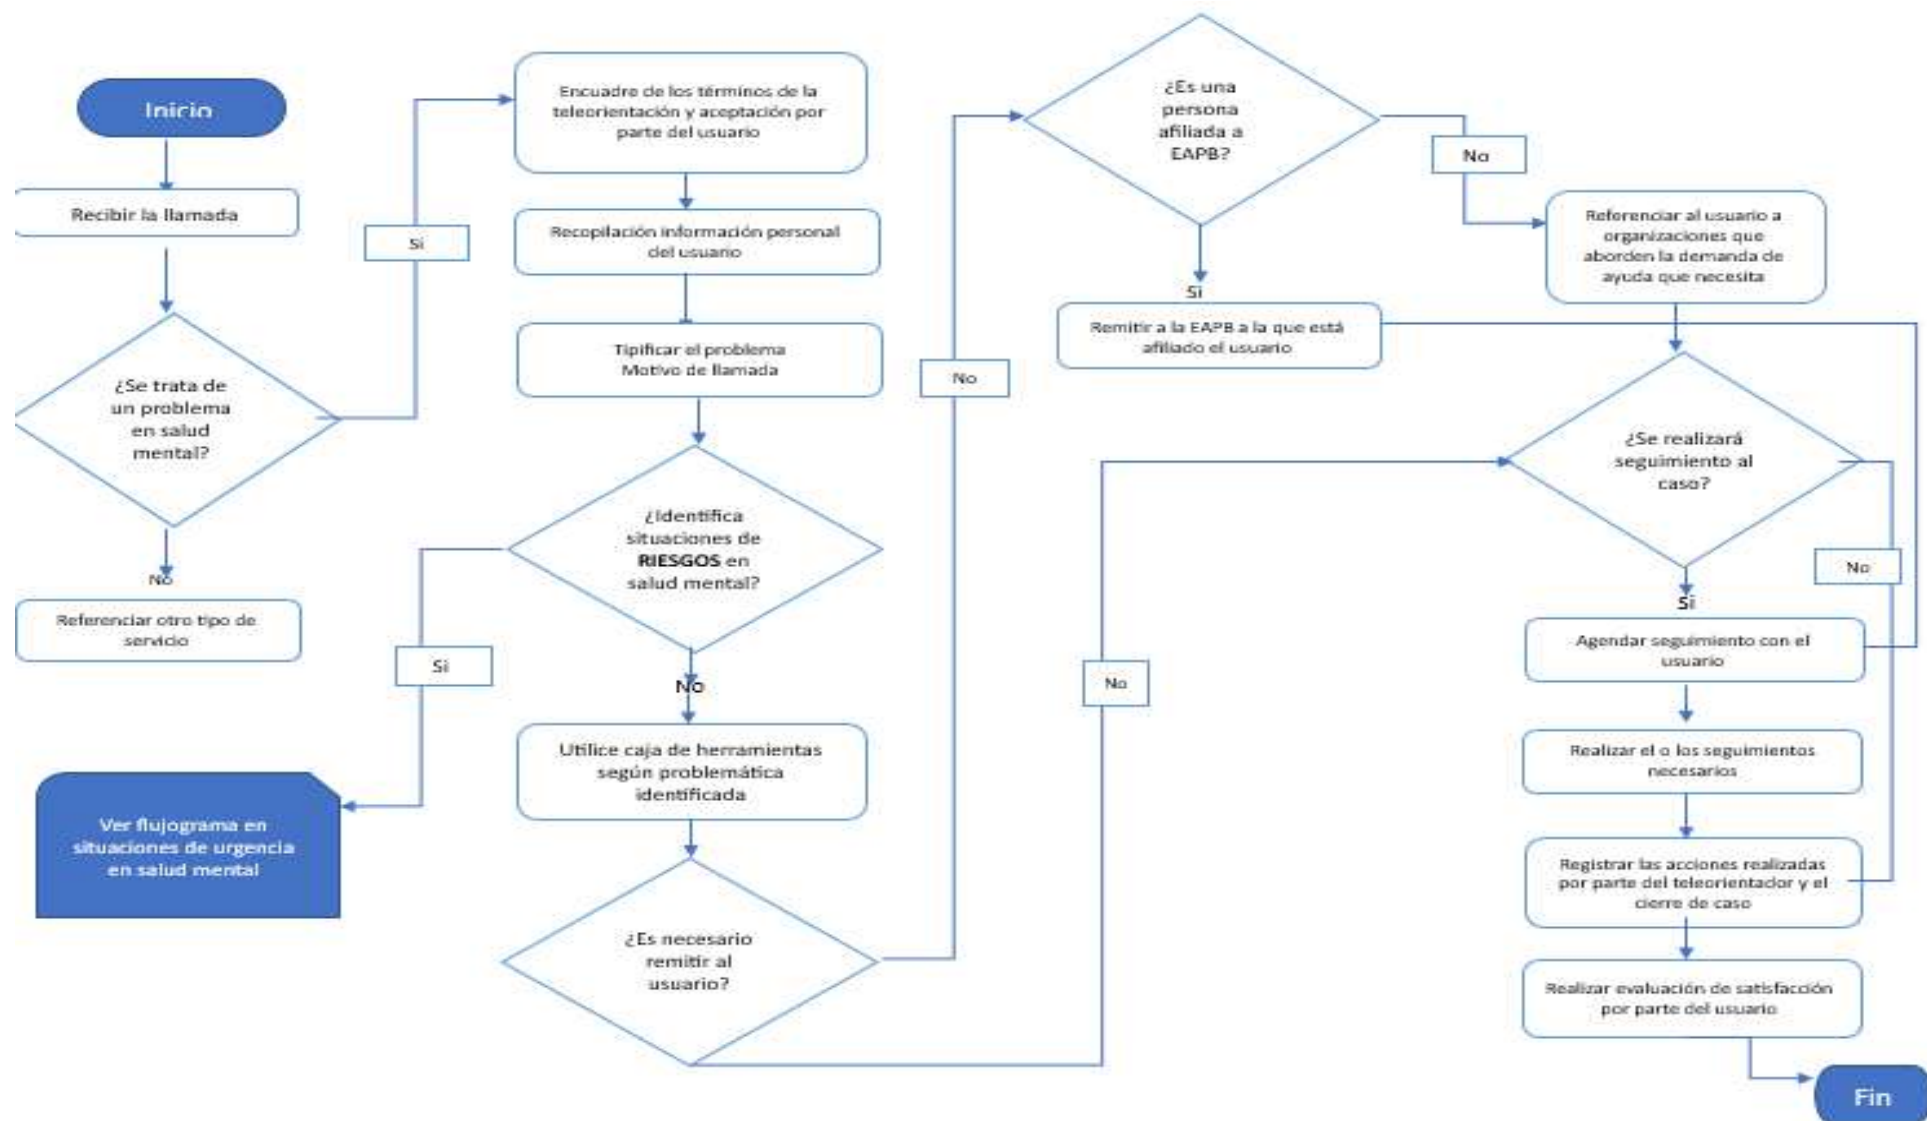 Inicio
Recibir la llamada
¿Se trata de
un problema
en salud
mental?
No
Referenciar otro tipo de
servicio
Si
Encuadre de los términos de la
teleorientación y aceptación por
parte del usuario
Recopilación información personal
del usuario
Tipificar el problema
Motivo de llamada
¿Identifica
situaciones de
RIESGOS en
salud mental?
Si
Ver flujograma en
situaciones de urgencia
en salud mental
No
Utilice caja de herramientas
según problemática
identificada
¿Es necesario
remitir al
usuario?
No
No
¿Es una
persona
afiliada a
EAPB?
Si
Remitir a la EAPB a la que está
afiliado el usuario
No
Referenciar al usuario a
organizaciones que
aborden la demanda de
ayuda que necesita
¿Se realizará
seguimiento al
caso?
No
Si
Agendar seguimiento con el
usuario
Realizar el o los seguimientos
necesarios
Registrar las acciones realizadas
por parte del teleorientador y el
cierre de caso
Realizar evaluación de satisfacción
por parte del usuario
Fin